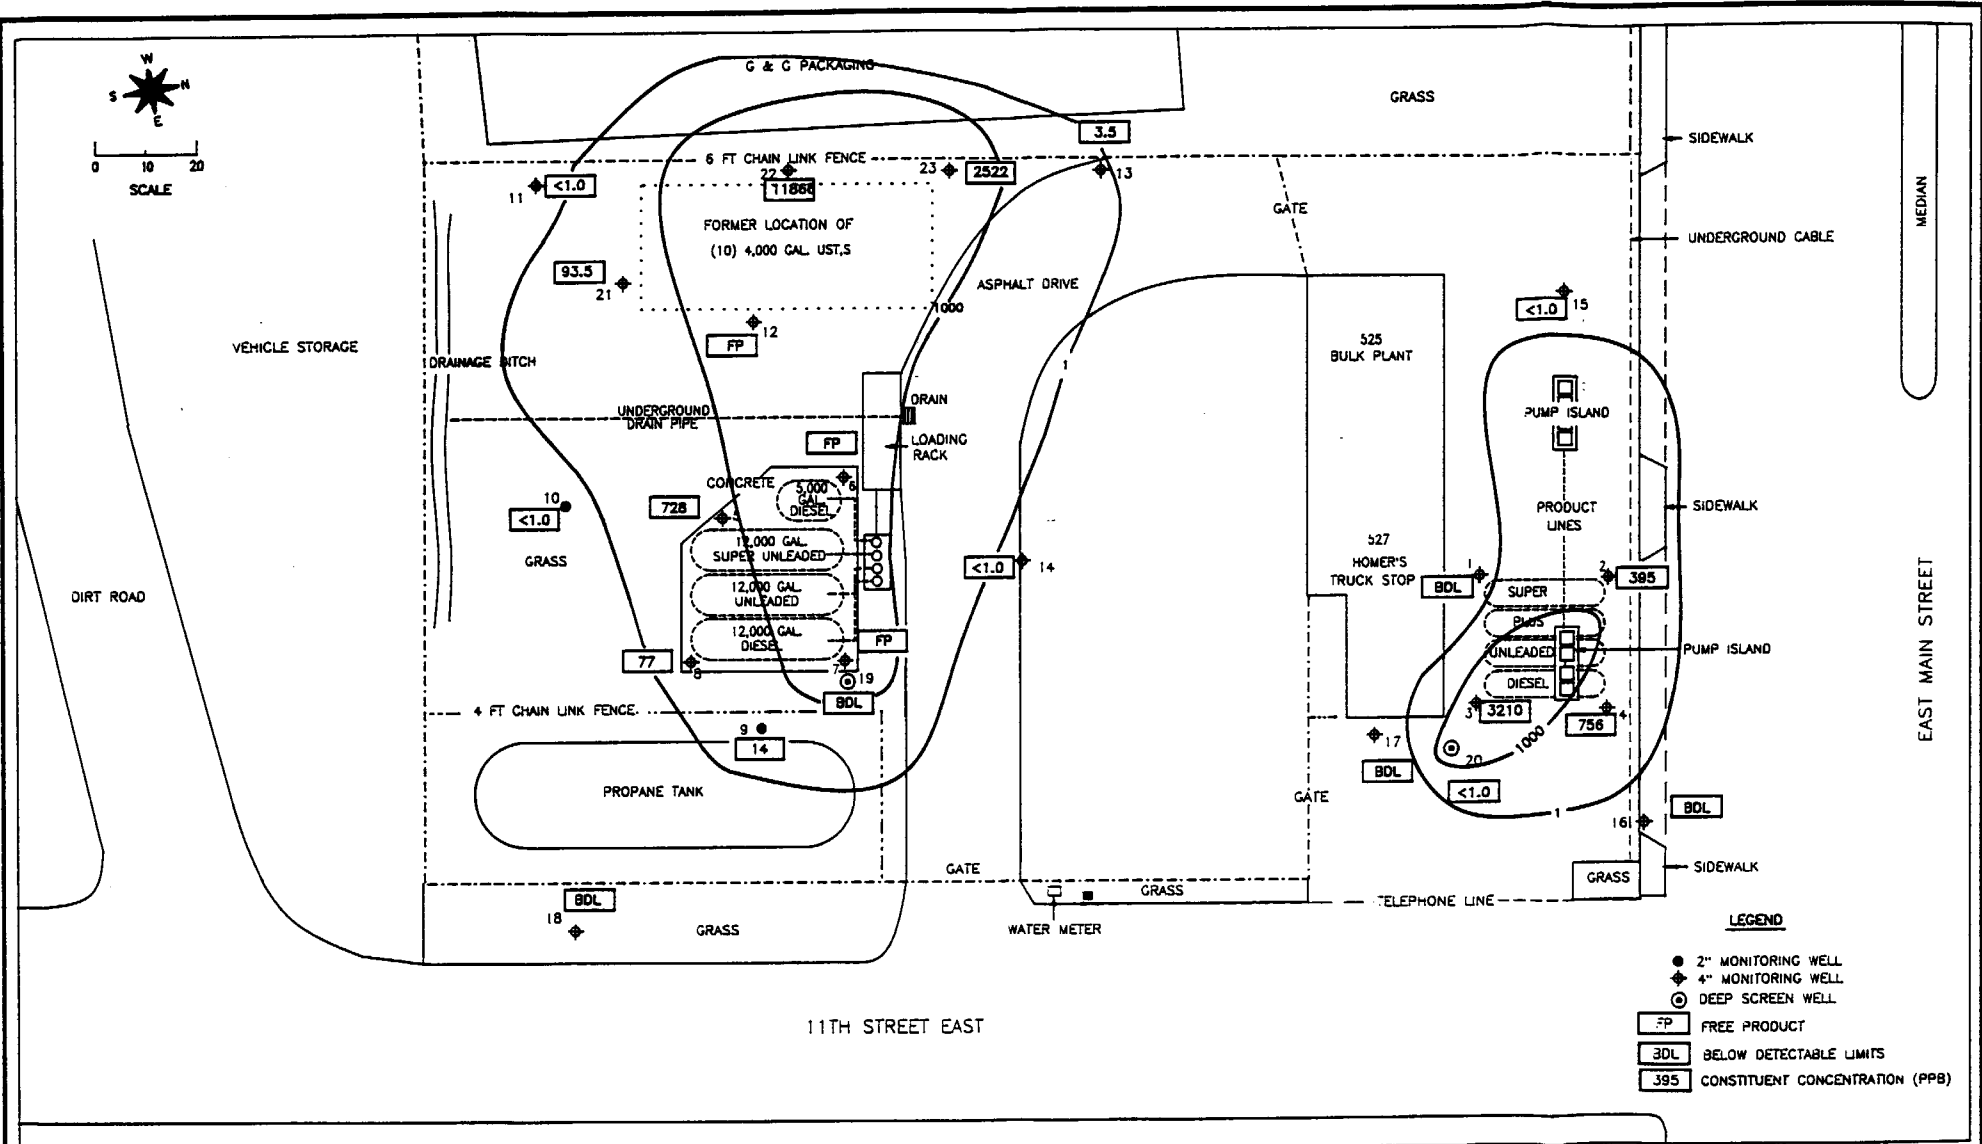 G & G PACKAGING
W
N
S
E
0 10 20
SCALE
GRASS
3.5
SIDEWALK
6 FT CHAIN LINK FENCE
22
11868
23
2522
13
11
<1.0
MEDIAN
GATE
FORMER LOCATION OF
(10) 4,000 GAL. UST,S
UNDERGROUND CABLE
93.5
21
ASPHALT DRIVE
1000
15
<1.0
12
FP
VEHICLE STORAGE
DRAINAGE DITCH
1
525
BULK PLANT
DRAIN
UNDERGROUND
DRAIN PIPE
PUMP ISLAND
FP
LOADING
RACK
CONCRETE
6
5,000
GAL.
DIESEL
10
<1.0
728
PRODUCT
LINES
SIDEWALK
12,000 GAL.
SUPER UNLEADED
527
HOMER'S
TRUCK STOP
GRASS
<1.0
14
1
BDL
2
395
SUPER
DIRT ROAD
12,000 GAL.
UNLEADED
PLUS
EAST MAIN STREET
12,000 GAL.
DIESEL
FP
UNLEADED
PUMP ISLAND
77
8
7
19
BDL
DIESEL
4 FT CHAIN LINK FENCE
3
3210
4
756
9
14
17
BDL
1000
20
<1.0
PROPANE TANK
GATE
1
16
BDL
GATE
SIDEWALK
GRASS
GRASS
BDL
18
TELEPHONE LINE
GRASS
WATER METER
LEGEND
2" MONITORING WELL
4" MONITORING WELL
DEEP SCREEN WELL
FP FREE PRODUCT
BDL BELOW DETECTABLE LIMITS
395 CONSTITUENT CONCENTRATION (PPB)
11TH STREET EAST